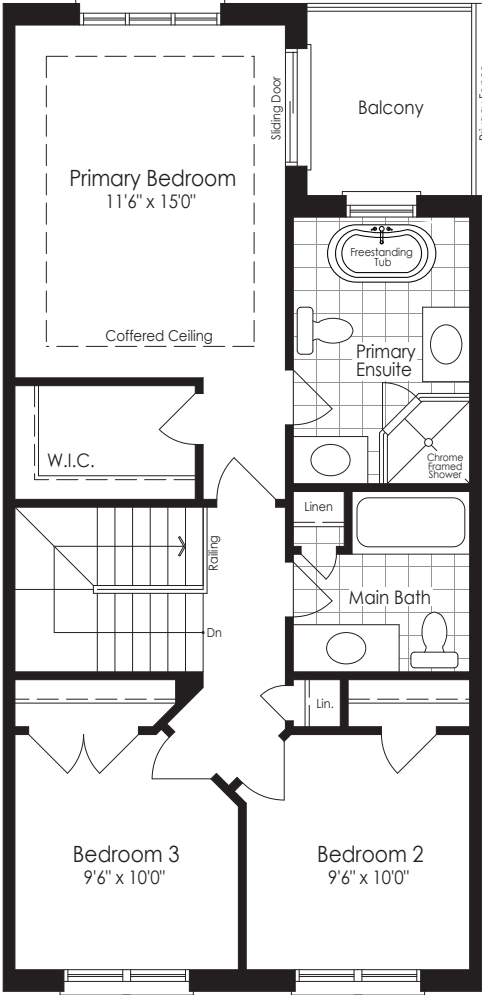 Sliding Door
Balcony
Primary Bedroom
11'6" x 15'0"
Coffered Ceiling
Freestanding
Tub
Primary
Ensuite
Chrome
Framed
Shower
W.I.C.
Linen
Railing
Main Bath
Dn
Lin.
Bedroom 3
9'6" x 10'0"
Bedroom 2
9'6" x 10'0"